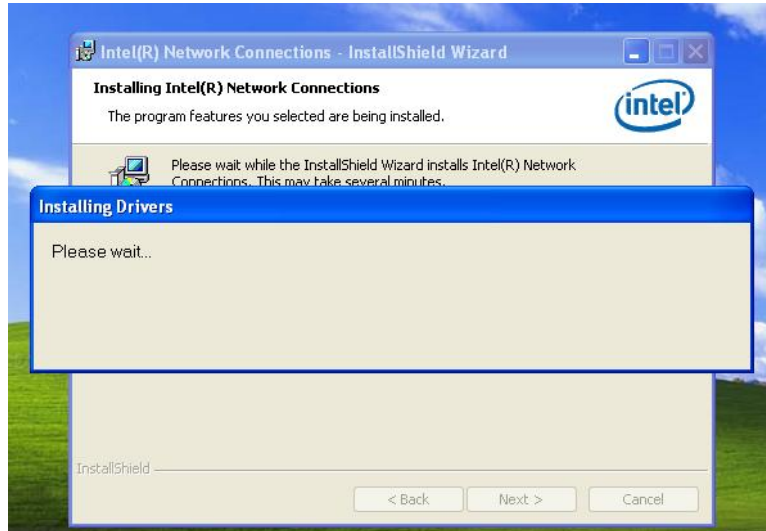 Intel(R) Network Connections - InstallShield Wizard
Installing Intel(R) Network Connections
The program features you selected are being installed.
intel
Please wait while the InstallShield Wizard installs Intel(R) Network
Connections. This may take several minutes.
Installing Drivers
Please wait...
InstallShield
< Back
Next >
Cancel